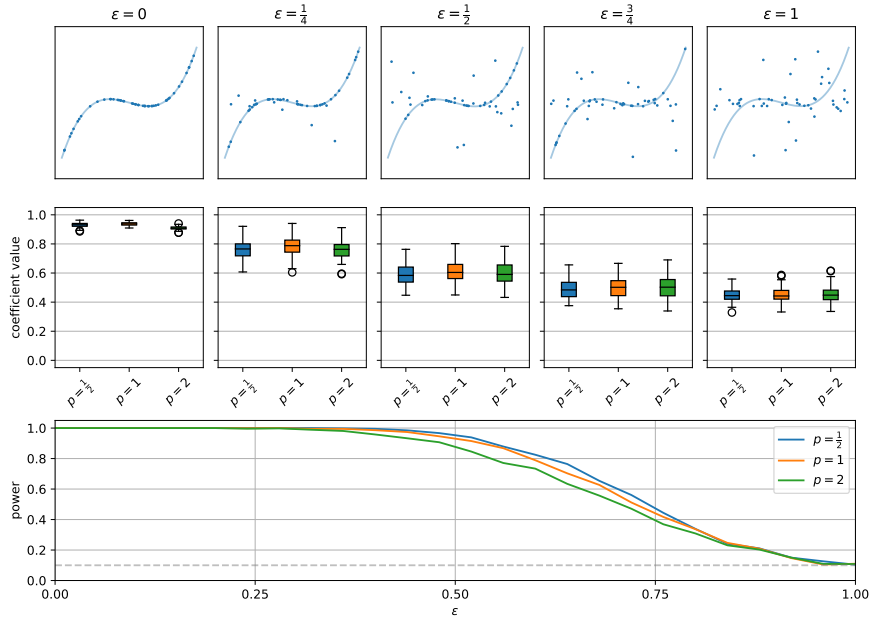 ε = 0 ε = 1/4 ε = 1/2 ε = 3/4 ε = 1
coefficient value
1.0
0.8
0.6
0.4
0.2
0.0
p = 1/2 p = 1 p = 2 p = 1/2 p = 1 p = 2 p = 1/2 p = 1 p = 2 p = 1/2 p = 1 p = 2 p = 1/2 p = 1 p = 2
power
1.0
0.8
0.6
0.4
0.2
0.0
p = 1/2
p = 1
p = 2
0.00 0.25 0.50 0.75 1.00
ε